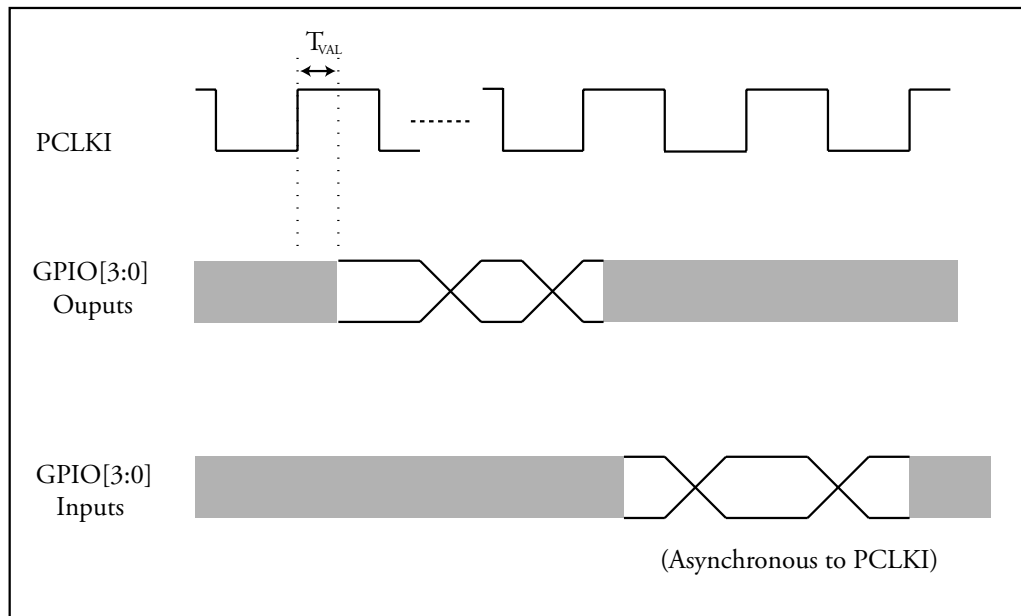 TVAL
PCLKI
GPIO[3:0]
Ouputs
GPIO[3:0]
Inputs
(Asynchronous to PCLKI)